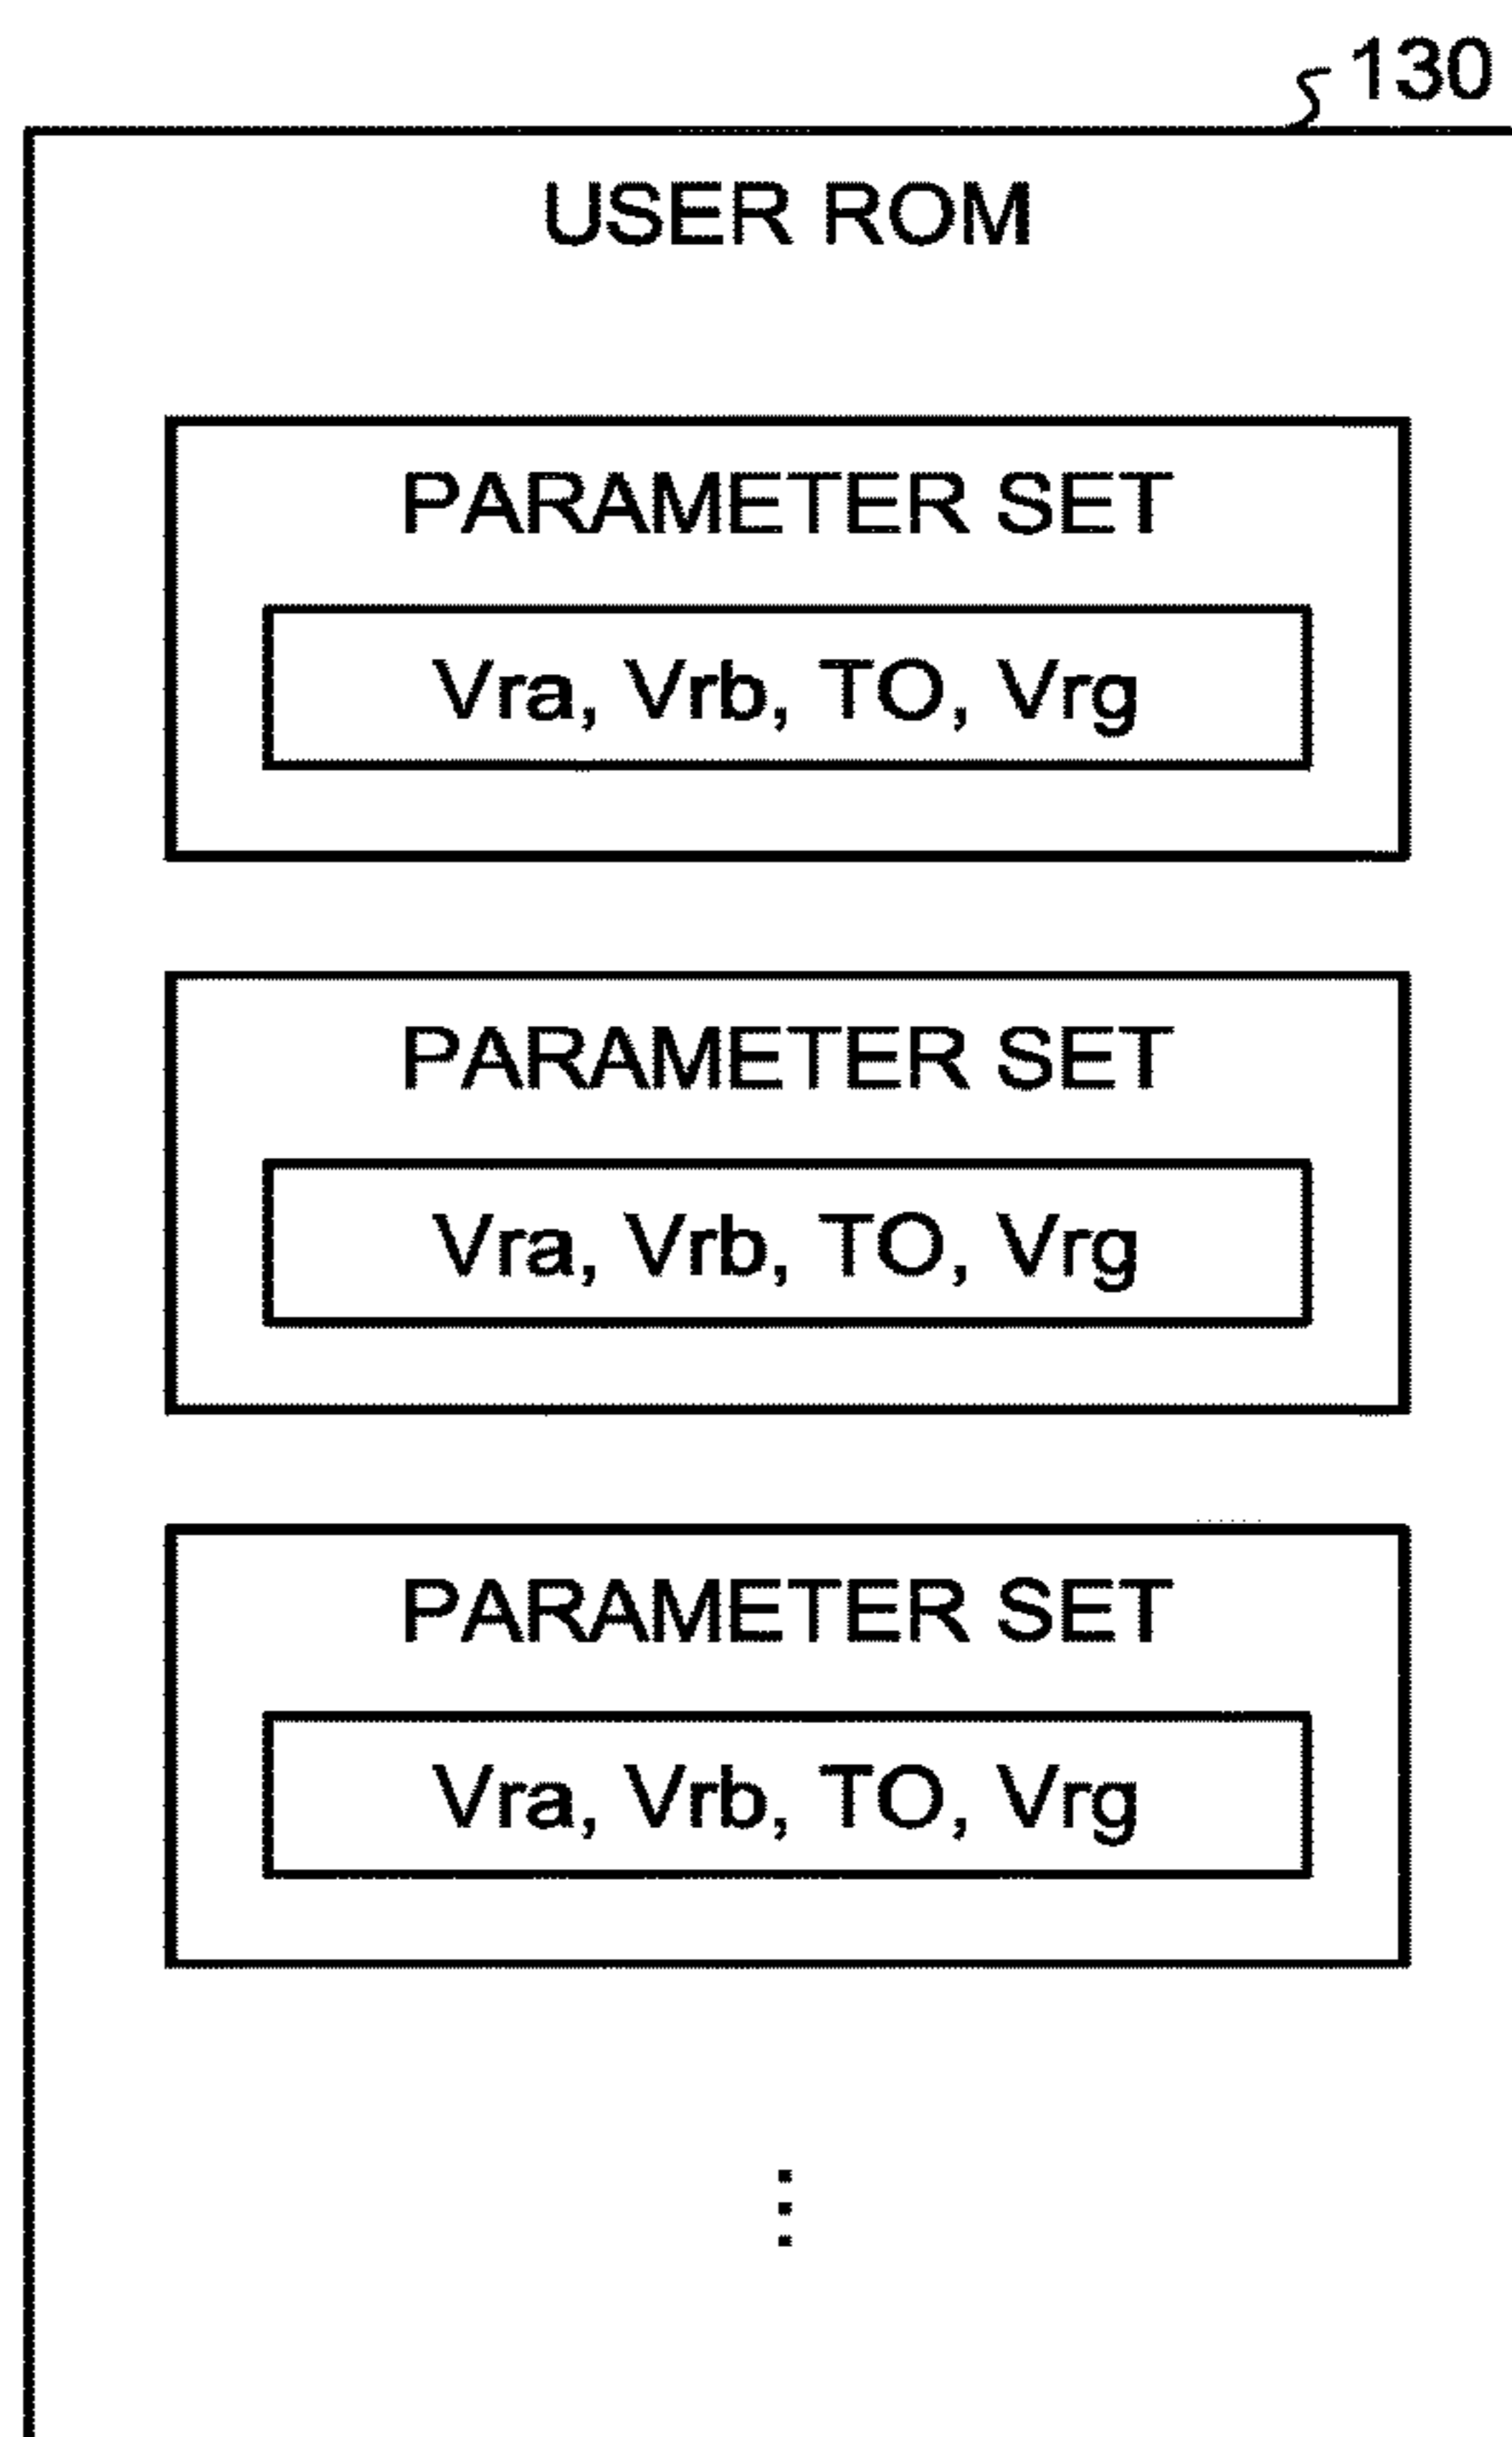 130
USER ROM
PARAMETER SET
Vra, Vrb, TO, Vrg
PARAMETER SET
Vra, Vrb, TO, Vrg
PARAMETER SET
Vra, Vrb, TO, Vrg